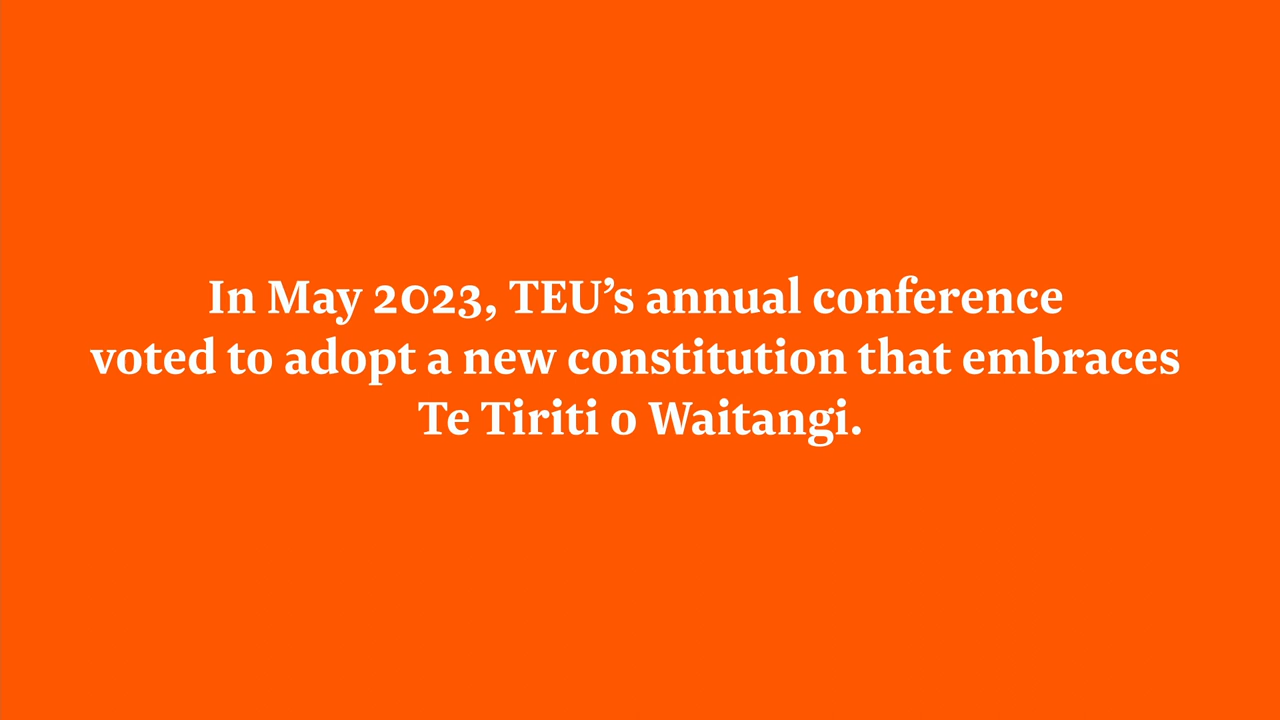 In May 2023, TEU’s annual conference
voted to adopt a new constitution that embraces
Te Tiriti o Waitangi.